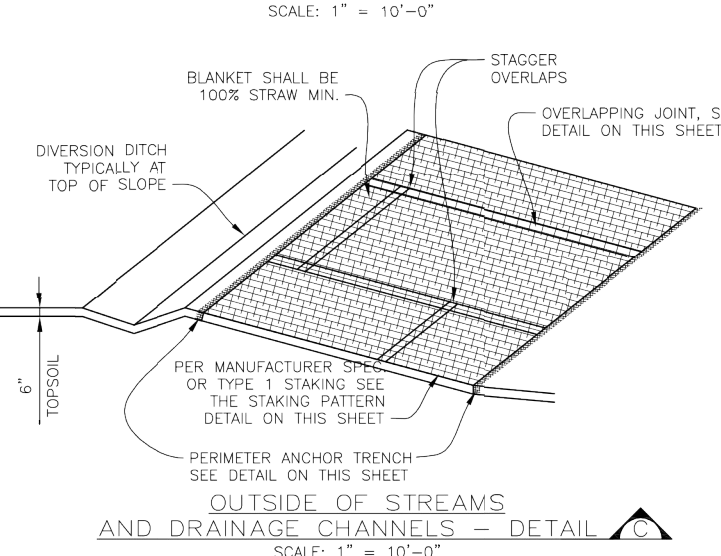 SCALE: 1" = 10'-0"
STAGGER
OVERLAPS
BLANKET SHALL BE
100% STRAW MIN.
OVERLAPPING JOINT, S
DETAIL ON THIS SHEET
DIVERSION DITCH
TYPICALLY AT
TOP OF SLOPE
6"
TOPSOIL
PER MANUFACTURER SPEC.
OR TYPE 1 STAKING SEE
THE STAKING PATTERN
DETAIL ON THIS SHEET
PERIMETER ANCHOR TRENCH
SEE DETAIL ON THIS SHEET
OUTSIDE OF STREAMS
AND DRAINAGE CHANNELS - DETAIL C
SCALE: 1" = 10'-0"